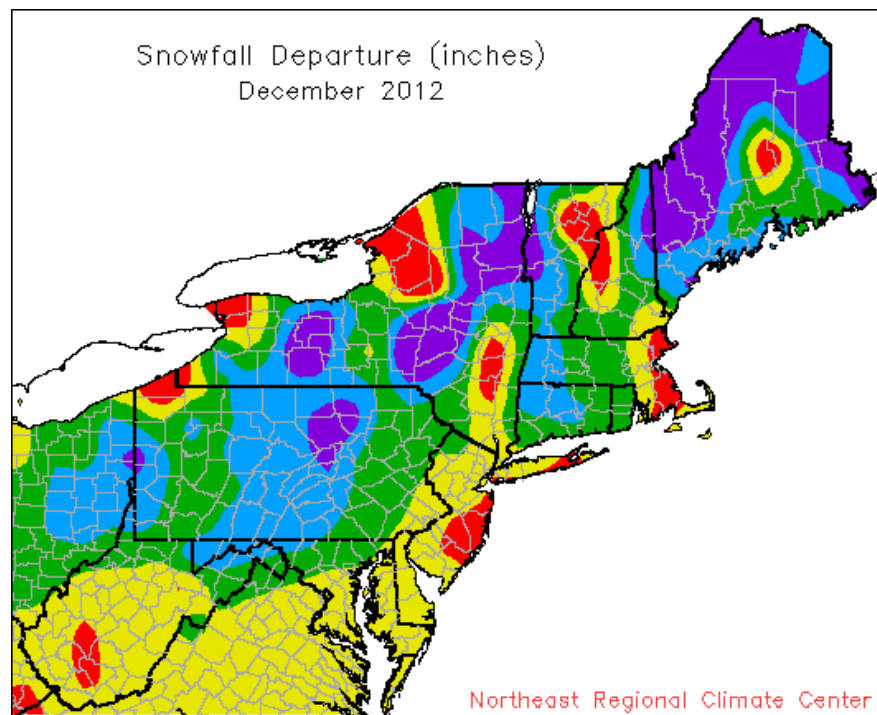 Snowfall Departure (inches)
December 2012
Northeast Regional Climate Center